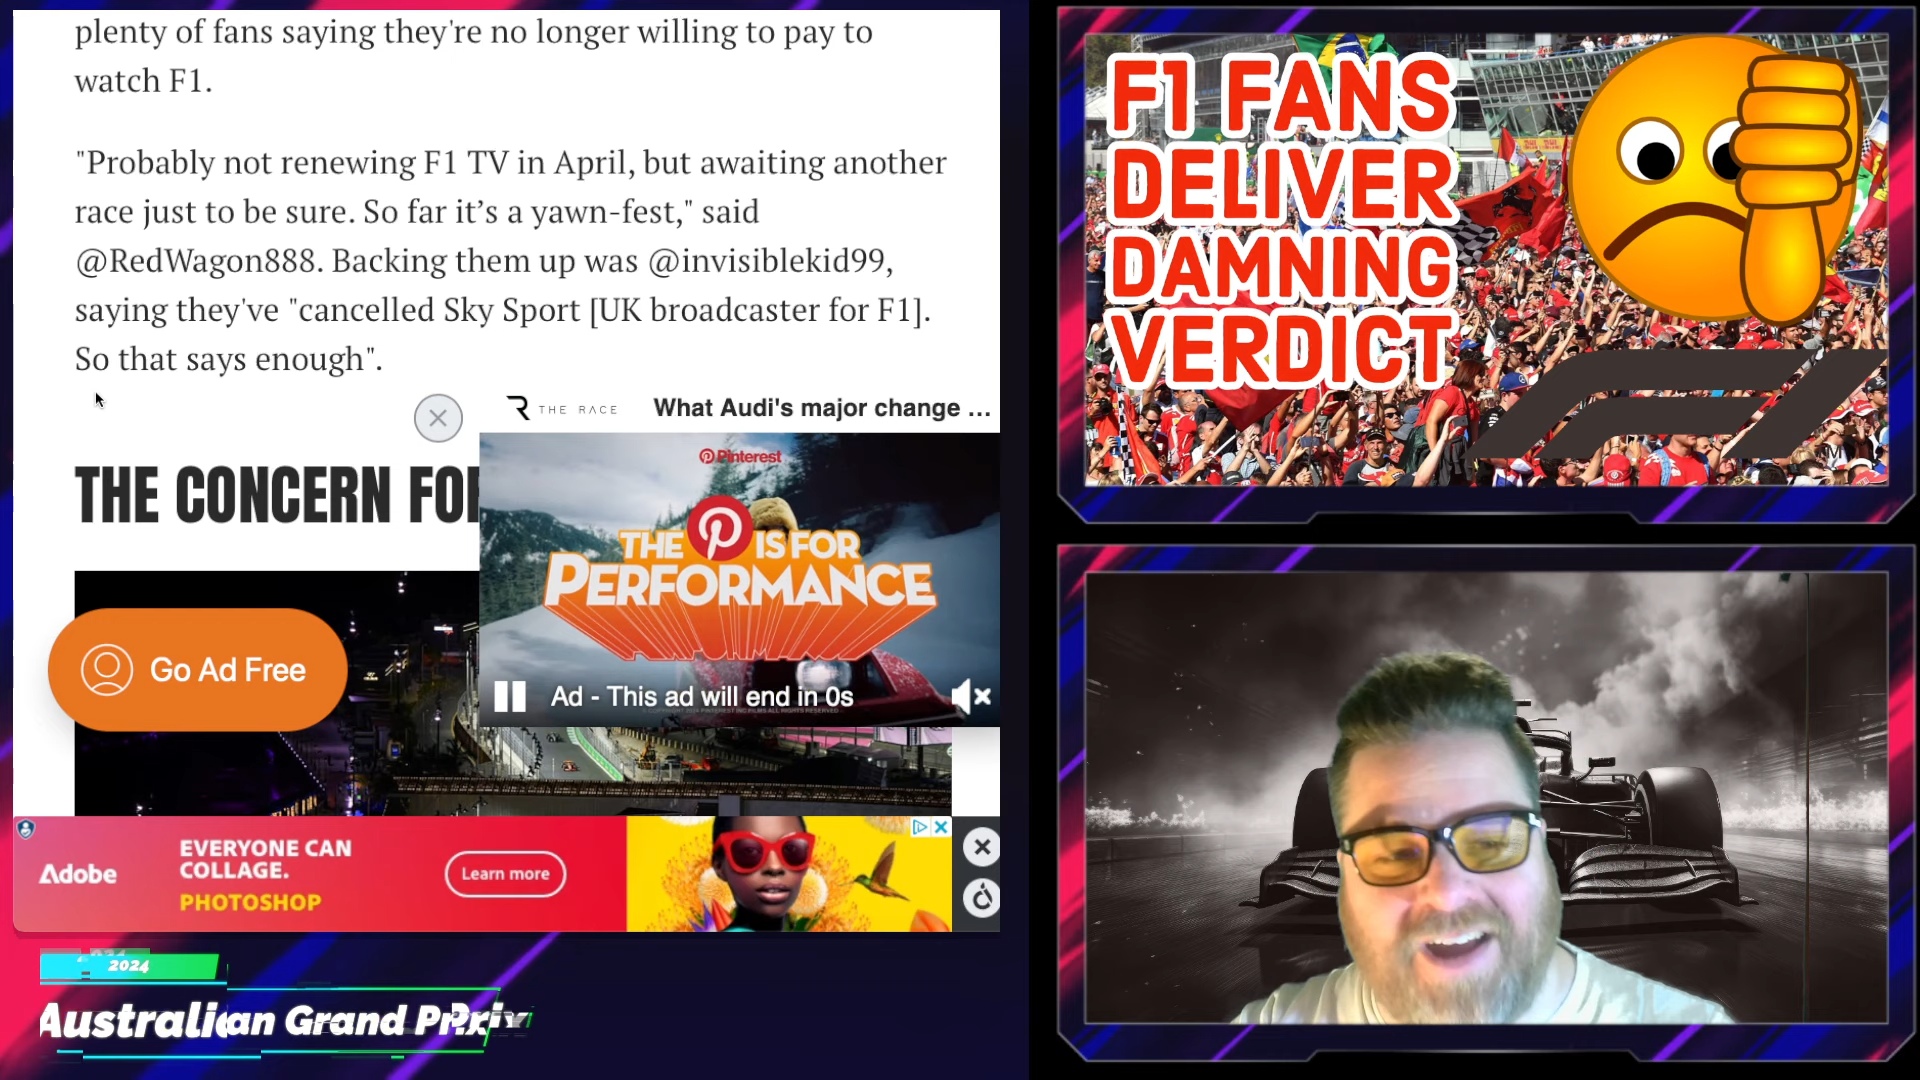 plenty of fans saying they're no longer willing to pay to
watch F1.
"Probably not renewing F1 TV in April, but awaiting another
race just to be sure. So far it’s a yawn-fest," said
@RedWagon888. Backing them up was @invisiblekid99,
saying they've "cancelled Sky Sport [UK broadcaster for F1].
So that says enough".
THE RACE
What Audi's major change ...
THE CONCERN FOR
Pinterest
THE P IS FOR
PERFORMANCE
Ad - This ad will end in 0s
Go Ad Free
Adobe
EVERYONE CAN
COLLAGE.
PHOTOSHOP
Learn more
2024
Australian Grand Prix
F1 FANS
DELIVER
DAMNING
VERDICT